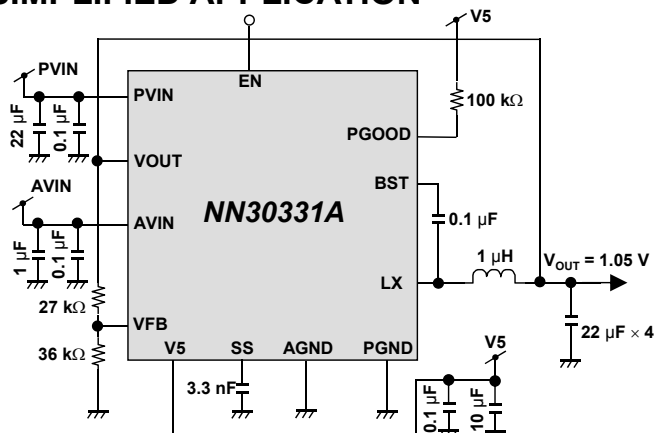 SIMPLIFIED APPLICATION
V5
PVIN
EN
PVIN
22 µF
0.1 µF
100 kΩ
PGOOD
VOUT
BST
AVIN
NN30331A
AVIN
0.1 µF
1 µF
0.1 µF
1 µH
VOUT = 1.05 V
LX
27 kΩ
VFB
22 µF × 4
36 kΩ
V5
SS
AGND
PGND
V5
3.3 nF
0.1 µF
10 µF